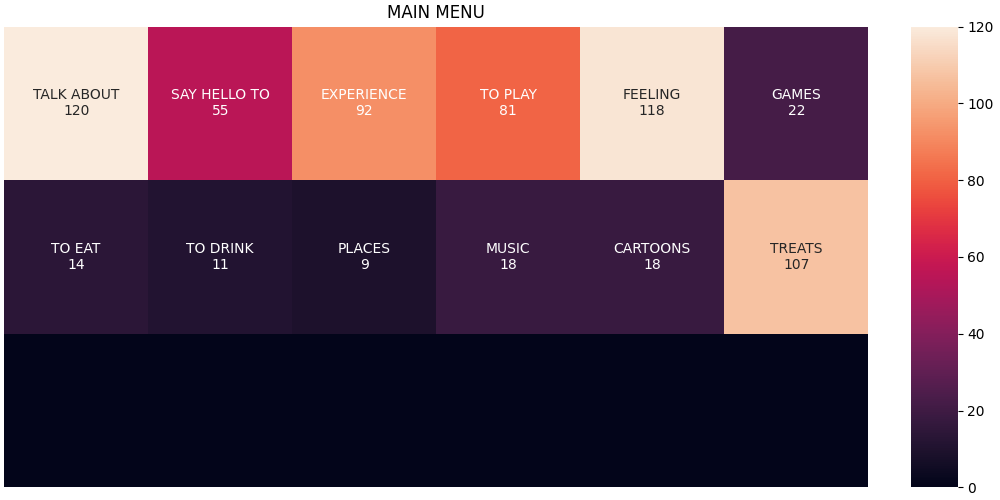 MAIN MENU
TALK ABOUT
120
SAY HELLO TO
55
EXPERIENCE
92
TO PLAY
81
FEELING
118
GAMES
22
TO EAT
14
TO DRINK
11
PLACES
9
MUSIC
18
CARTOONS
18
TREATS
107
120
100
80
60
40
20
0